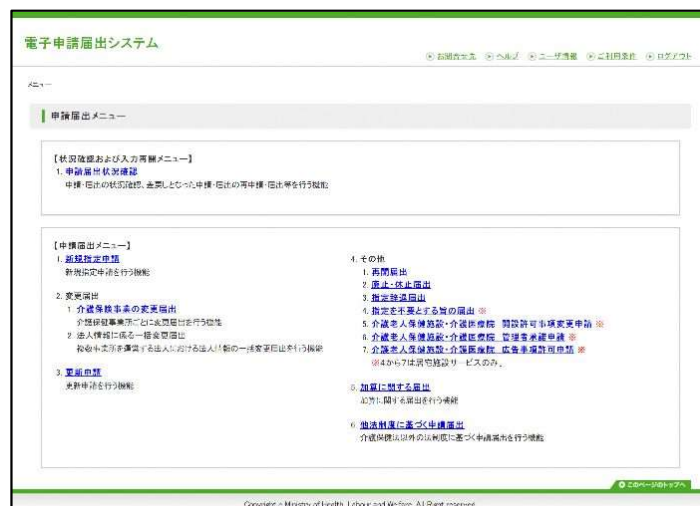 電子申請届出システム
お問合せ先 ヘルプ ユーザ情報 ご利用条件 ログアウト
メニュー
申請届出メニュー
【状況確認および入力再開メニュー】
1. 申請届出状況確認
申請・届出の状況確認、差戻しとなった申請・届出の再申請・届出等を行う機能
【申請届出メニュー】
1. 新規指定申請
新規指定申請を行う機能
2. 変更届出
1 介護保険事業の変更届出
介護保険事業所ごとに変更届出を行う機能
2 法人情報に係る一括変更届出
複数事業所を運営する法人における法人情報の一括変更届出を行う機能
3. 更新申請
更新申請を行う機能
4. その他
1. 再開届出
2. 廃止・休止届出
3. 指定辞退届出
4. 指定を不要とする旨の届出 ※
5. 介護老人保健施設・介護医療院 開設許可事項変更申請 ※
6. 介護老人保健施設・介護医療院 管理者承認申請 ※
7. 介護老人保健施設・介護医療院 広告事項許可申請 ※
※4から7は居宅施設サービスのみ。
5. 加算に関する届出
加算に関する届出を行う機能
6. 他法制度に基づく申請届出
介護保険法以外の法制度に基づく申請届出を行う機能
このページのトップへ
Copyright © Ministry of Health, Labour and Welfare, All Right reserved.